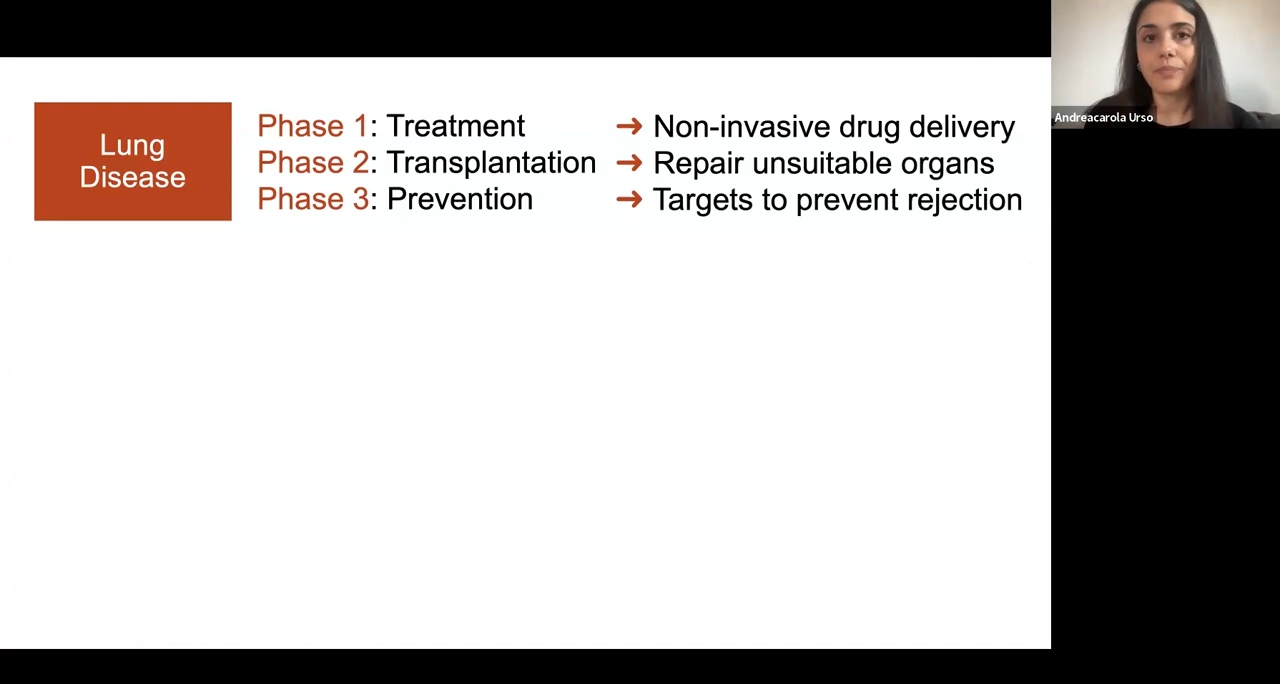 Lung
Disease
Phase 1: Treatment → Non-invasive drug delivery
Phase 2: Transplantation → Repair unsuitable organs
Phase 3: Prevention → Targets to prevent rejection
Andreacarola Urso